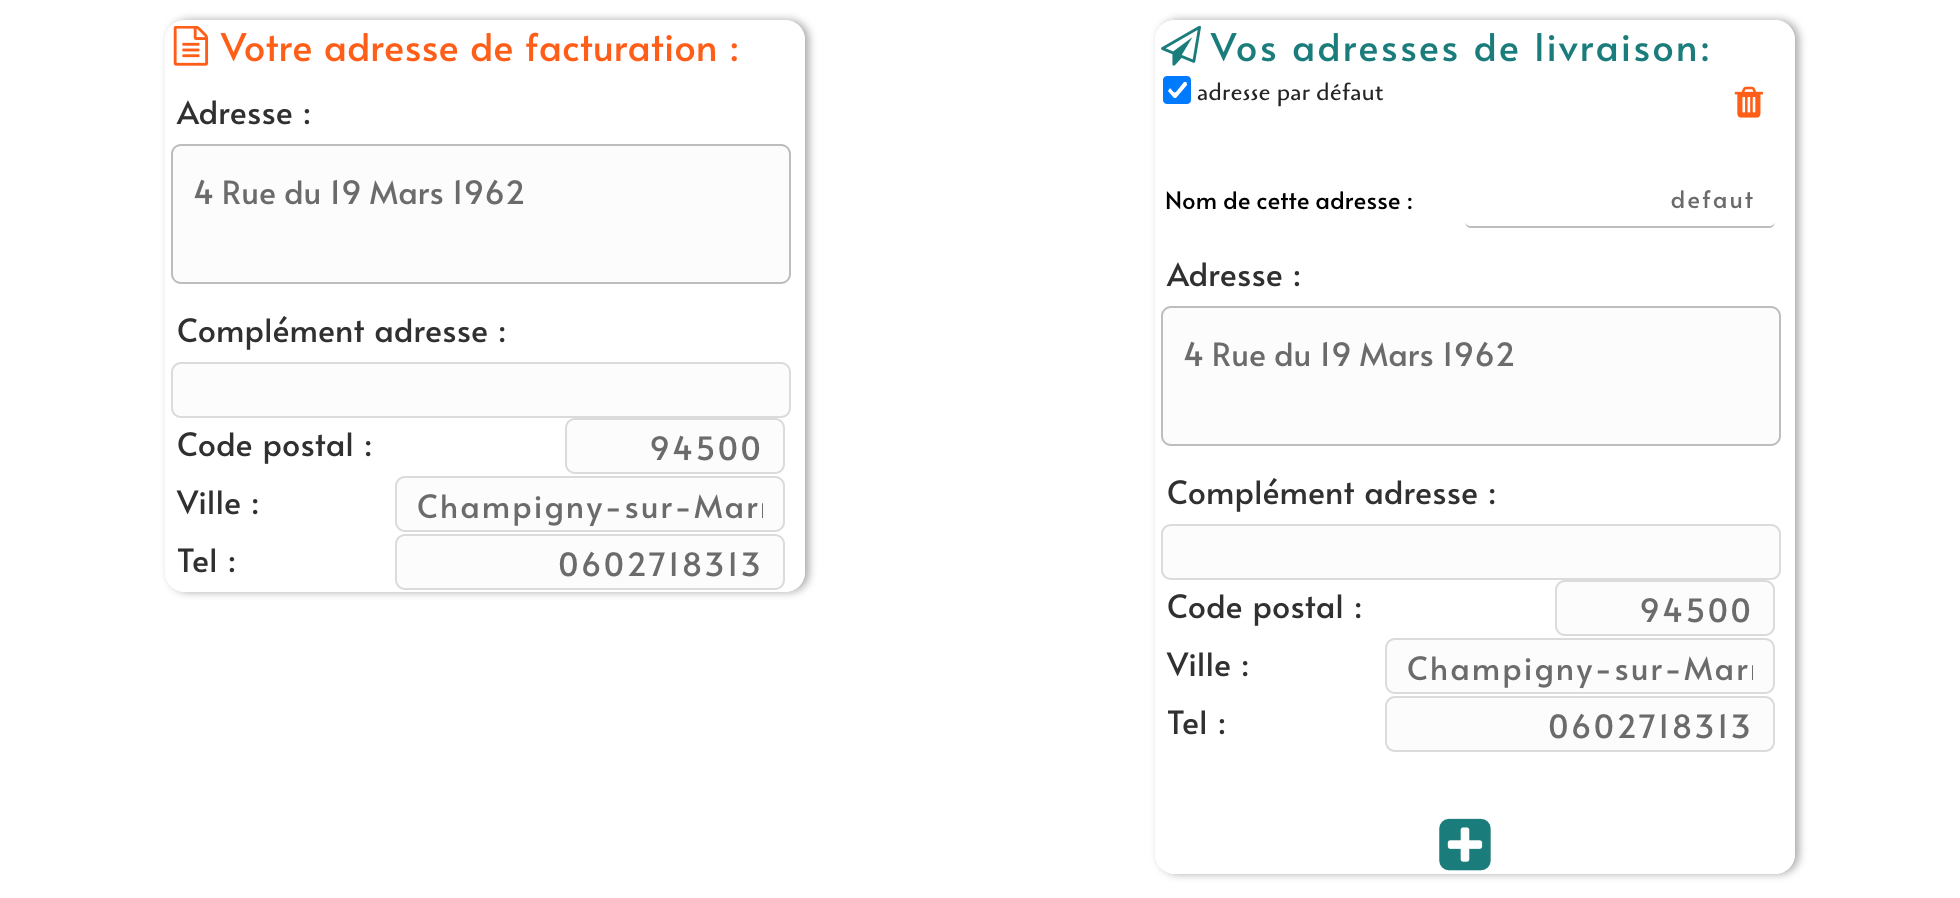 Votre adresse de facturation :
Adresse :
4 Rue du 19 Mars 1962
Complément adresse :
Code postal : 94500
Ville : Champigny-sur-Mar
Tel : 0602718313
Vos adresses de livraison:
adresse par défaut
Nom de cette adresse : defaut
Adresse :
4 Rue du 19 Mars 1962
Complément adresse :
Code postal : 94500
Ville : Champigny-sur-Mar
Tel : 0602718313